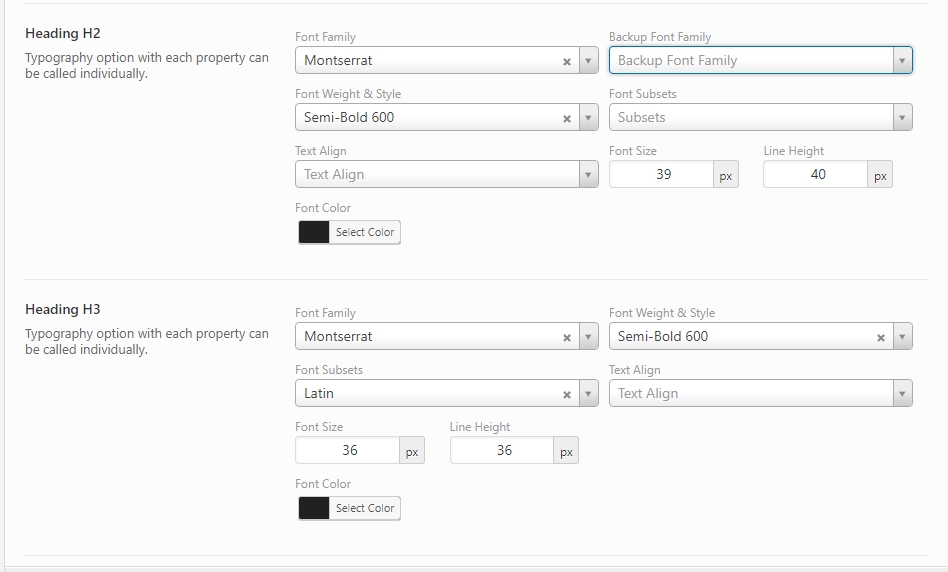 Heading H2
Typography option with each property can
be called individually.
Font Family
Montserrat
Backup Font Family
Backup Font Family
Font Weight & Style
Semi-Bold 600
Font Subsets
Subsets
Text Align
Text Align
Font Size
39 px
Line Height
40 px
Font Color
Select Color
Heading H3
Typography option with each property can
be called individually.
Font Family
Montserrat
Font Weight & Style
Semi-Bold 600
Font Subsets
Latin
Text Align
Text Align
Font Size
36 px
Line Height
36 px
Font Color
Select Color